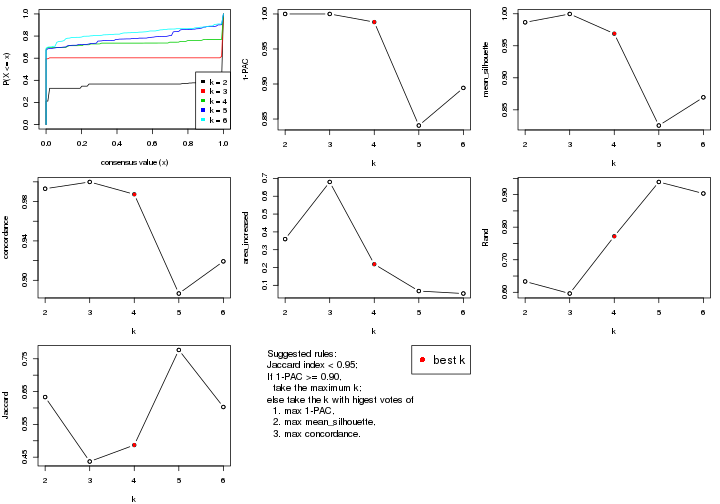 P(X <= x)
0.0 0.2 0.4 0.6 0.8 1.0
0.0 0.2 0.4 0.6 0.8 1.0
consensus value (x)
k = 2
k = 3
k = 4
k = 5
k = 6
1-PAC
0.85 0.90 0.95 1.00
2 3 4 5 6
k
mean_silhouette
0.85 0.90 0.95 1.00
2 3 4 5 6
k
concordance
0.90 0.94 0.98
2 3 4 5 6
k
area_increased
0.1 0.2 0.3 0.4 0.5 0.6 0.7
2 3 4 5 6
k
Rand
0.60 0.70 0.80 0.90
2 3 4 5 6
k
Jaccard
0.45 0.55 0.65 0.75
2 3 4 5 6
k
Suggested rules:
Jaccard index < 0.95;
If 1-PAC >= 0.90,
take the maximum k;
else take the k with higest votes of
1. max 1-PAC,
2. max mean_silhouette,
3. max concordance.
best k